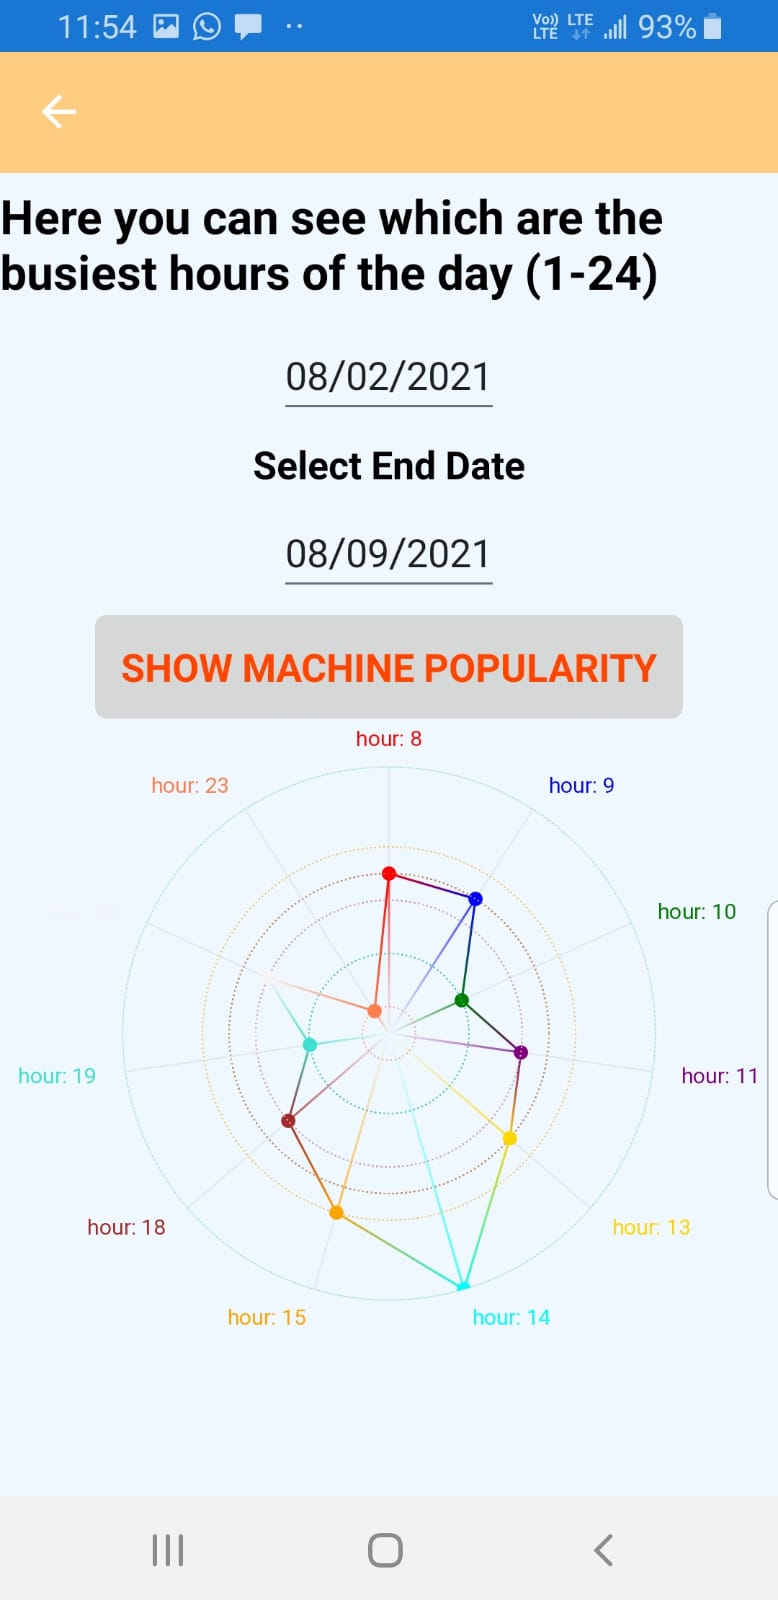 11:54
Vo)) LTE
LTE
93%
Here you can see which are the
busiest hours of the day (1-24)
08/02/2021
Select End Date
08/09/2021
SHOW MACHINE POPULARITY
hour: 8
hour: 23
hour: 9
hour: 10
hour: 19
hour: 11
hour: 18
hour: 13
hour: 15
hour: 14